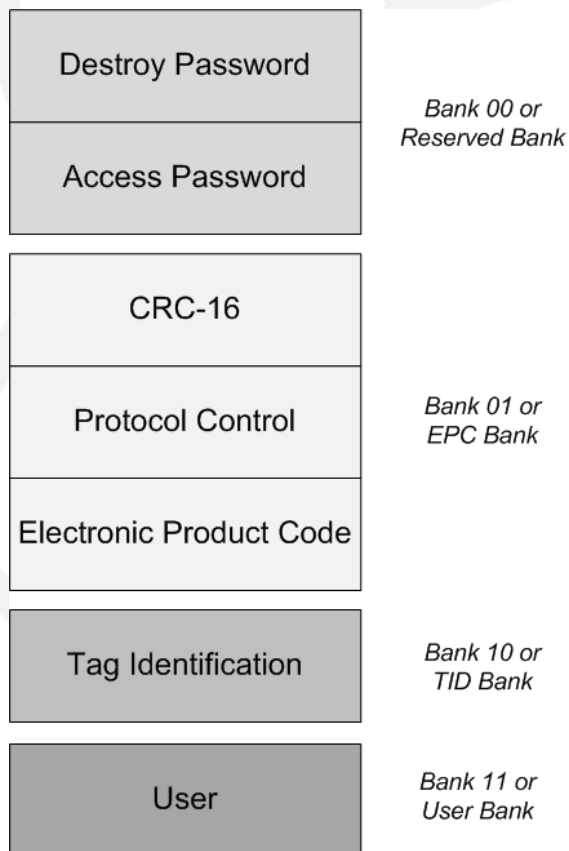 Destroy Password
Access Password
Bank 00 or
Reserved Bank
CRC-16
Protocol Control
Electronic Product Code
Bank 01 or
EPC Bank
Tag Identification
Bank 10 or
TID Bank
User
Bank 11 or
User Bank